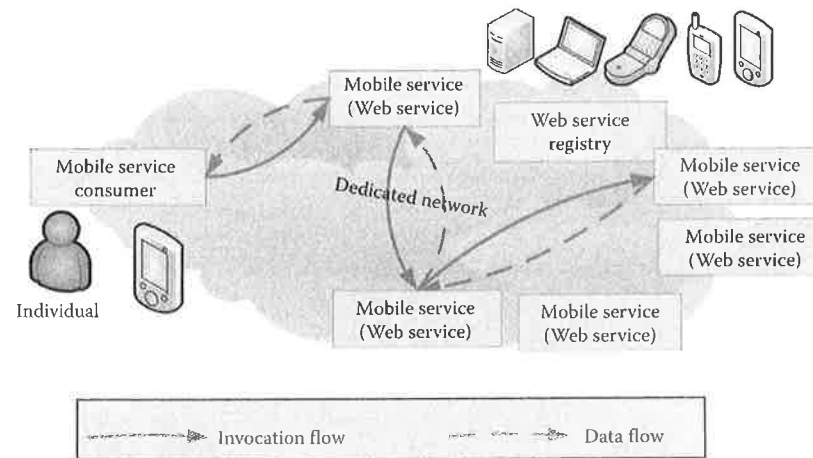 Mobile service
(Web service)
Web service
registry
Mobile service
consumer
Mobile service
(Web service)
Dedicated network
Mobile service
(Web service)
Individual
Mobile service
(Web service)
Mobile service
(Web service)
Invocation flow
Data flow